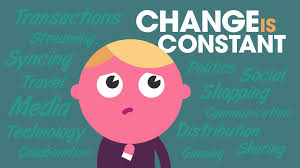 Transactions
CHANGE IS
CONSTANT
Streaming
Syncing
Travel
Politics
Social
Shopping
Media
Communication
Technology
Distribution
Collaboration
Gaming
Sharing